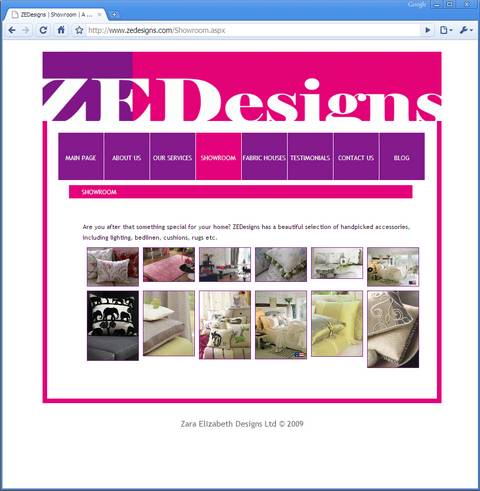 Google
ZEDesigns | Showroom | A ...
http://www.zedesigns.com/Showroom.aspx
ZEDesigns
MAIN PAGE
ABOUT US
OUR SERVICES
SHOWROOM
FABRIC HOUSES
TESTIMONIALS
CONTACT US
BLOG
SHOWROOM
Are you after that something special for your home? ZEDesigns has a beautiful selection of handpicked accessories,
including lighting, bedlinen, cushions, rugs etc.
Zara Elizabeth Designs Ltd © 2009